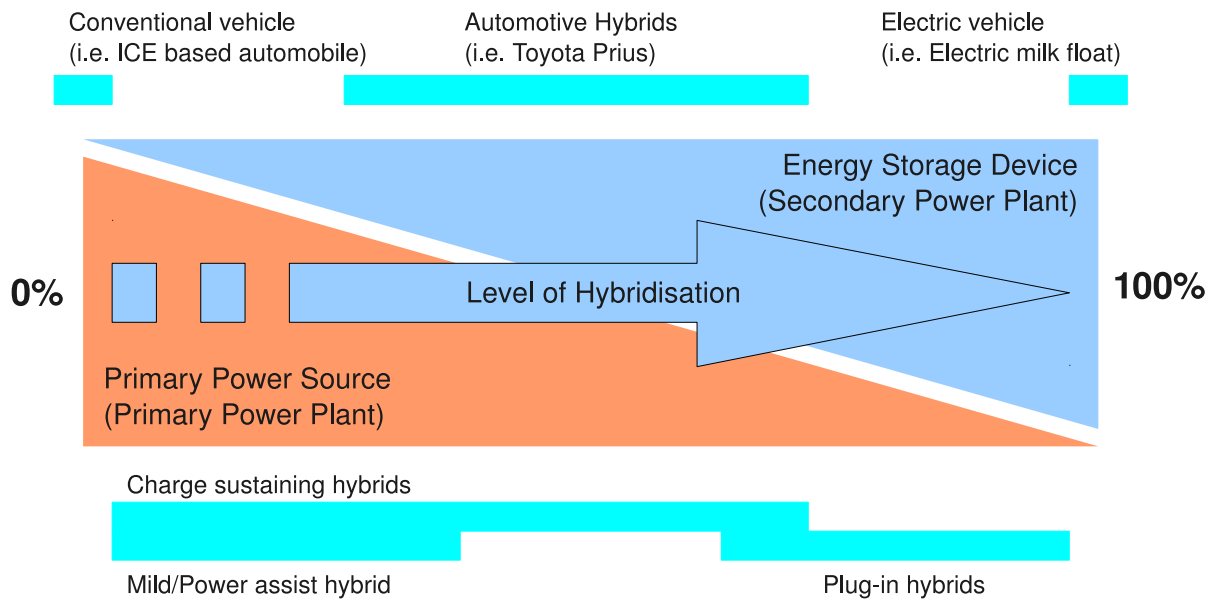 Conventional vehicle
(i.e. ICE based automobile)
Automotive Hybrids
(i.e. Toyota Prius)
Electric vehicle
(i.e. Electric milk float)
Energy Storage Device
(Secondary Power Plant)
0%
Level of Hybridisation
100%
Primary Power Source
(Primary Power Plant)
Charge sustaining hybrids
Mild/Power assist hybrid
Plug-in hybrids